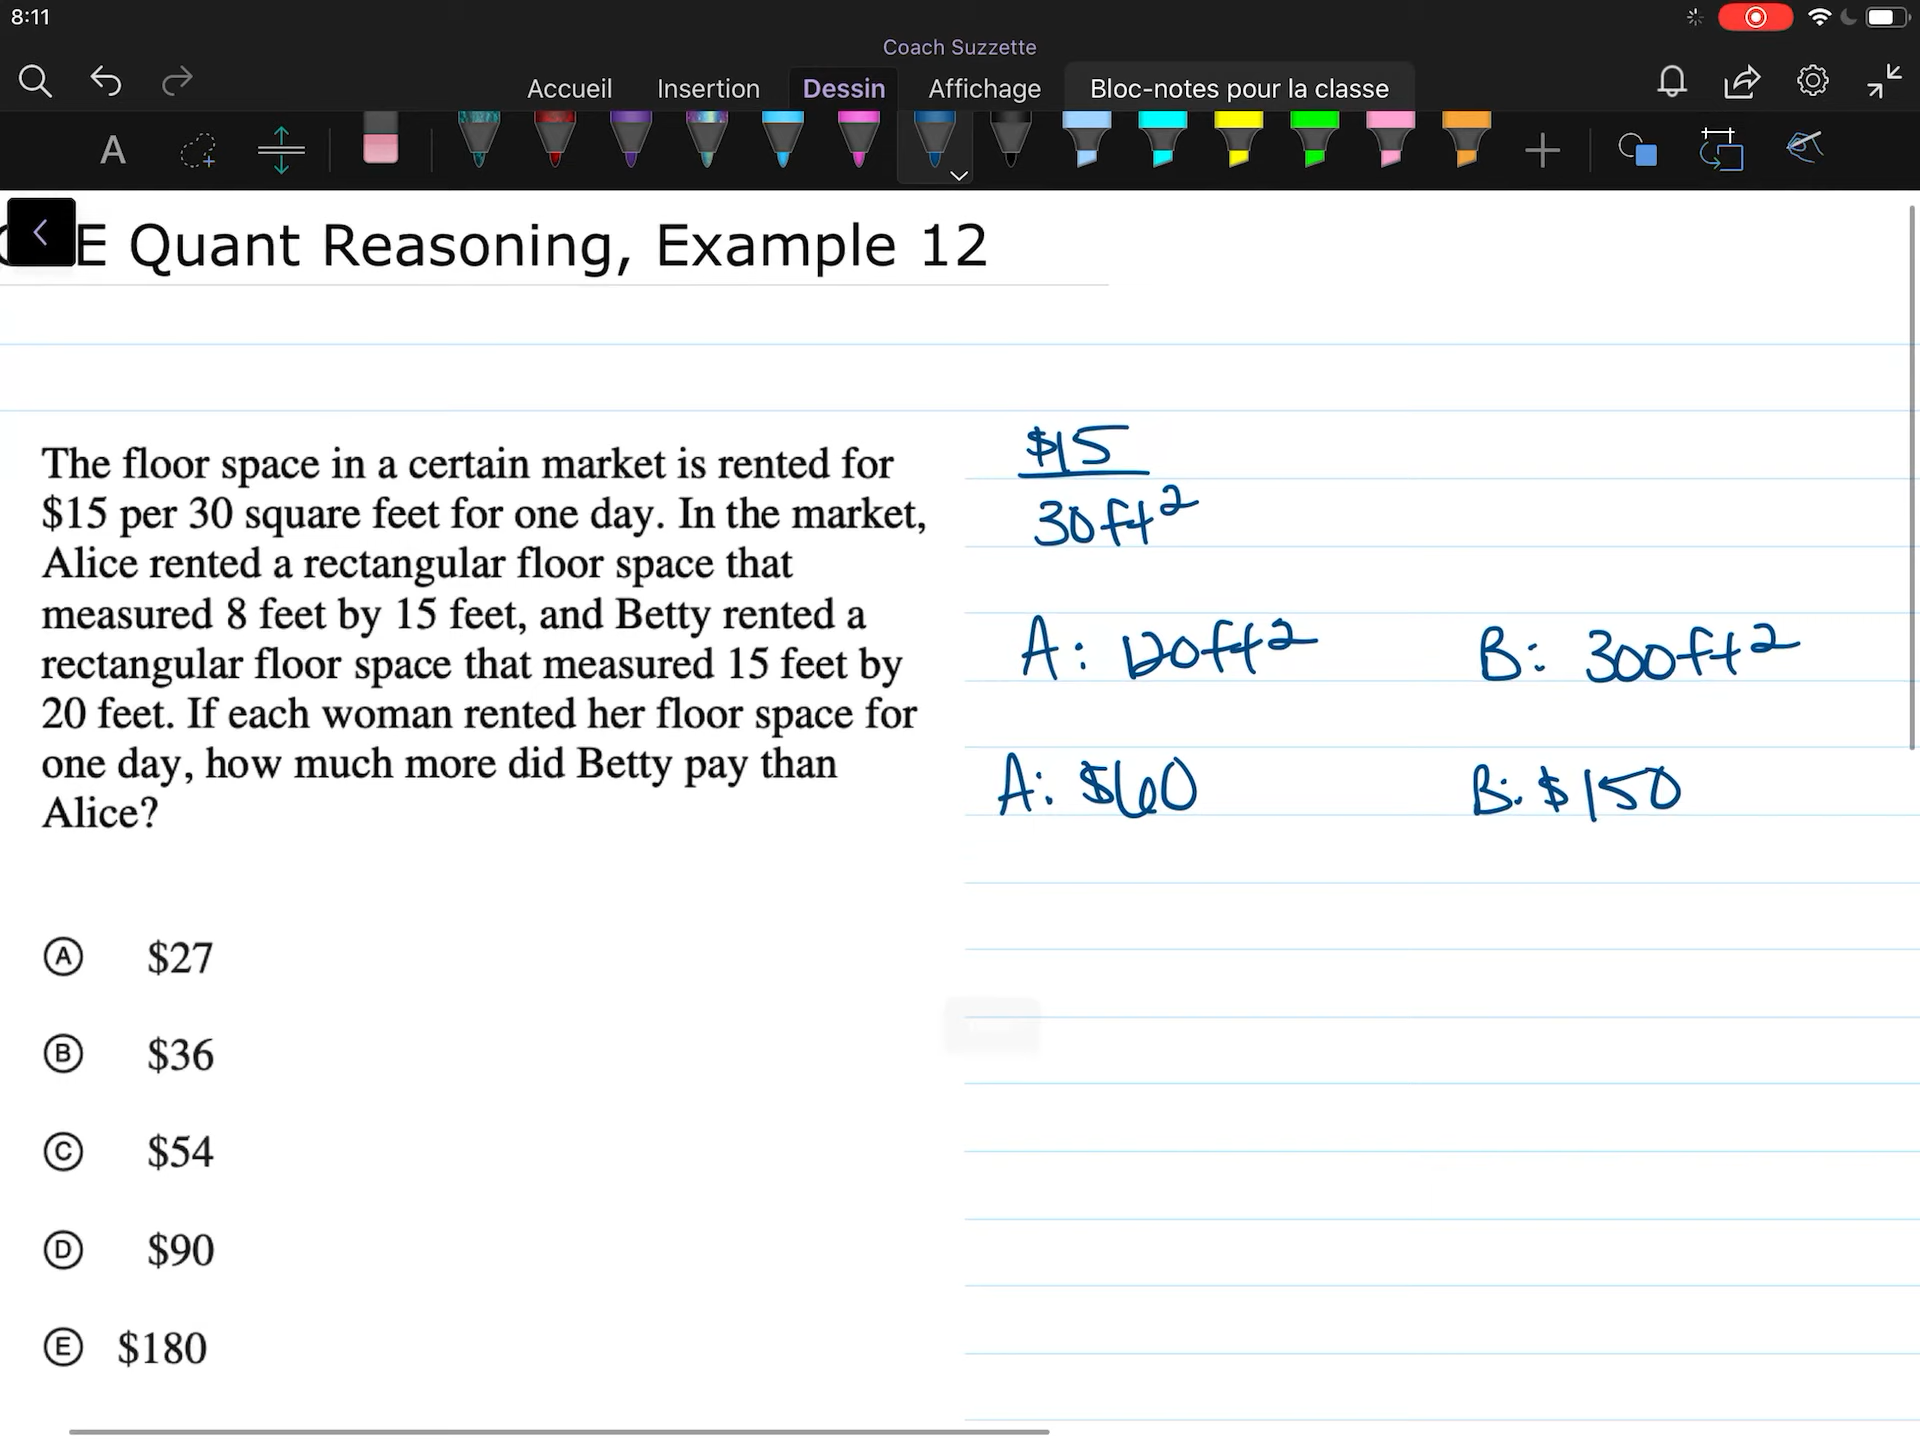 8:11
Coach Suzzette
Accueil Insertion Dessin Affichage Bloc-notes pour la classe
A
E Quant Reasoning, Example 12
The floor space in a certain market is rented for
$15 per 30 square feet for one day. In the market,
Alice rented a rectangular floor space that
measured 8 feet by 15 feet, and Betty rented a
rectangular floor space that measured 15 feet by
20 feet. If each woman rented her floor space for
one day, how much more did Betty pay than
Alice?
A $27
B $36
C $54
D $90
E $180
$15
30ft²
A: 120ft² B: 300ft²
A: $60 B: $150